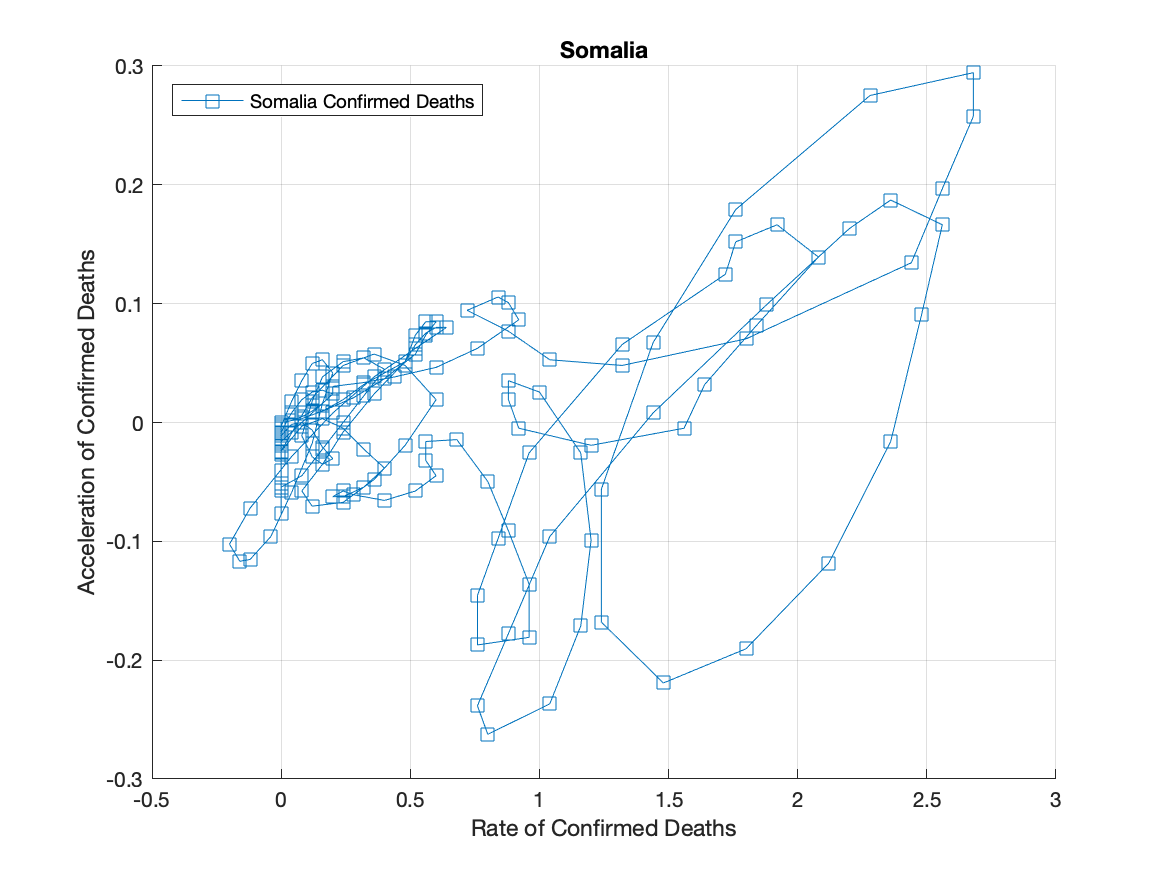 Somalia
0.3
Somalia Confirmed Deaths
0.2
0.1
0
-0.1
-0.2
-0.3
Acceleration of Confirmed Deaths
-0.5 0 0.5 1 1.5 2 2.5 3
Rate of Confirmed Deaths